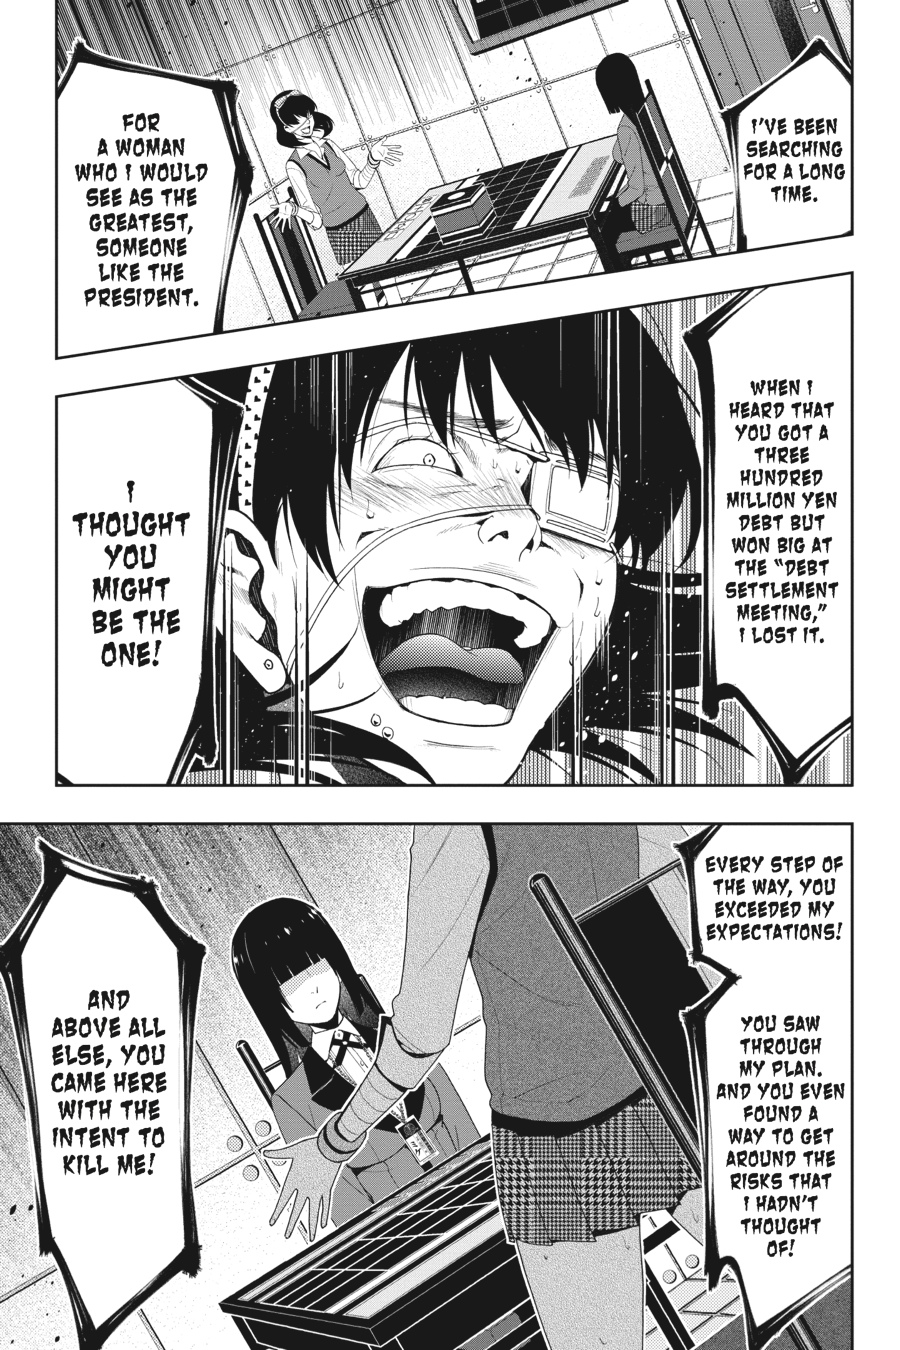 I'VE BEEN
SEARCHING
FOR A LONG
TIME.
FOR
A WOMAN
WHO I WOULD
SEE AS THE
GREATEST,
SOMEONE
LIKE THE
PRESIDENT.
WHEN I
HEARD THAT
YOU GOT A
THREE
HUNDRED
MILLION YEN
DEBT BUT
WON BIG AT
THE "DEBT
SETTLEMENT
MEETING,"
I LOST IT.
I
THOUGHT
YOU
MIGHT
BE THE
ONE!
EVERY STEP OF
THE WAY, YOU
EXCEEDED MY
EXPECTATIONS!
YOU SAW
THROUGH
MY PLAN.
AND YOU EVEN
FOUND A
WAY TO GET
AROUND THE
RISKS THAT
I HADN'T
THOUGHT
OF!
AND
ABOVE ALL
ELSE, YOU
CAME HERE
WITH THE
INTENT TO
KILL ME!